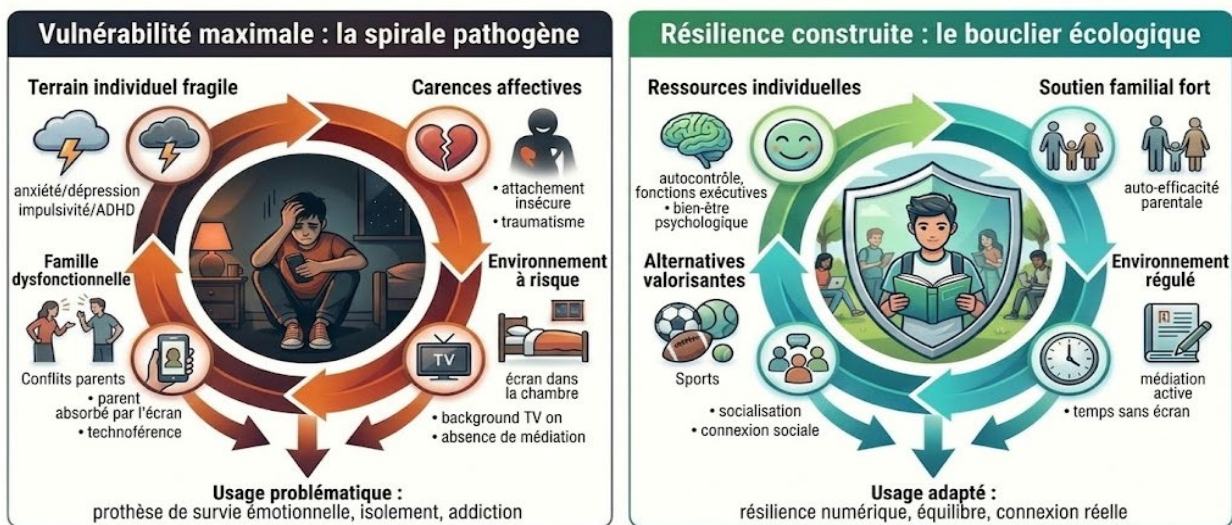 Vulnérabilité maximale : la spirale pathogène
Terrain individuel fragile
anxiété/dépression
impulsivité/ADHD
Carences affectives
• attachement
insécure
• traumatisme
Famille
dysfonctionnelle
Conflits parents
• parent
absorbé par l'écran
• technoférence
Environnement
à risque
TV
écran dans
la chambre
• background TV on
• absence de médiation
Usage problématique :
prothèse de survie émotionnelle, isolement, addiction
Résilience construite : le bouclier écologique
Ressources individuelles
autocontrôle,
fonctions exécutives
• bien-être
psychologique
Soutien familial fort
auto-efficacité
parentale
Alternatives
valorisantes
Sports
• socialisation
• connexion sociale
Environnement
régulé
médiation
active
• temps sans écran
Usage adapté :
résilience numérique, équilibre, connexion réelle